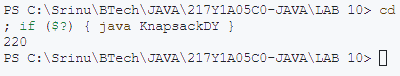 PS C:\Srinu\BTech\JAVA\217Y1A05C0-JAVA\LAB 10> cd
; if ($?) { java KnapsackDY }
220
PS C:\Srinu\BTech\JAVA\217Y1A05C0-JAVA\LAB 10>